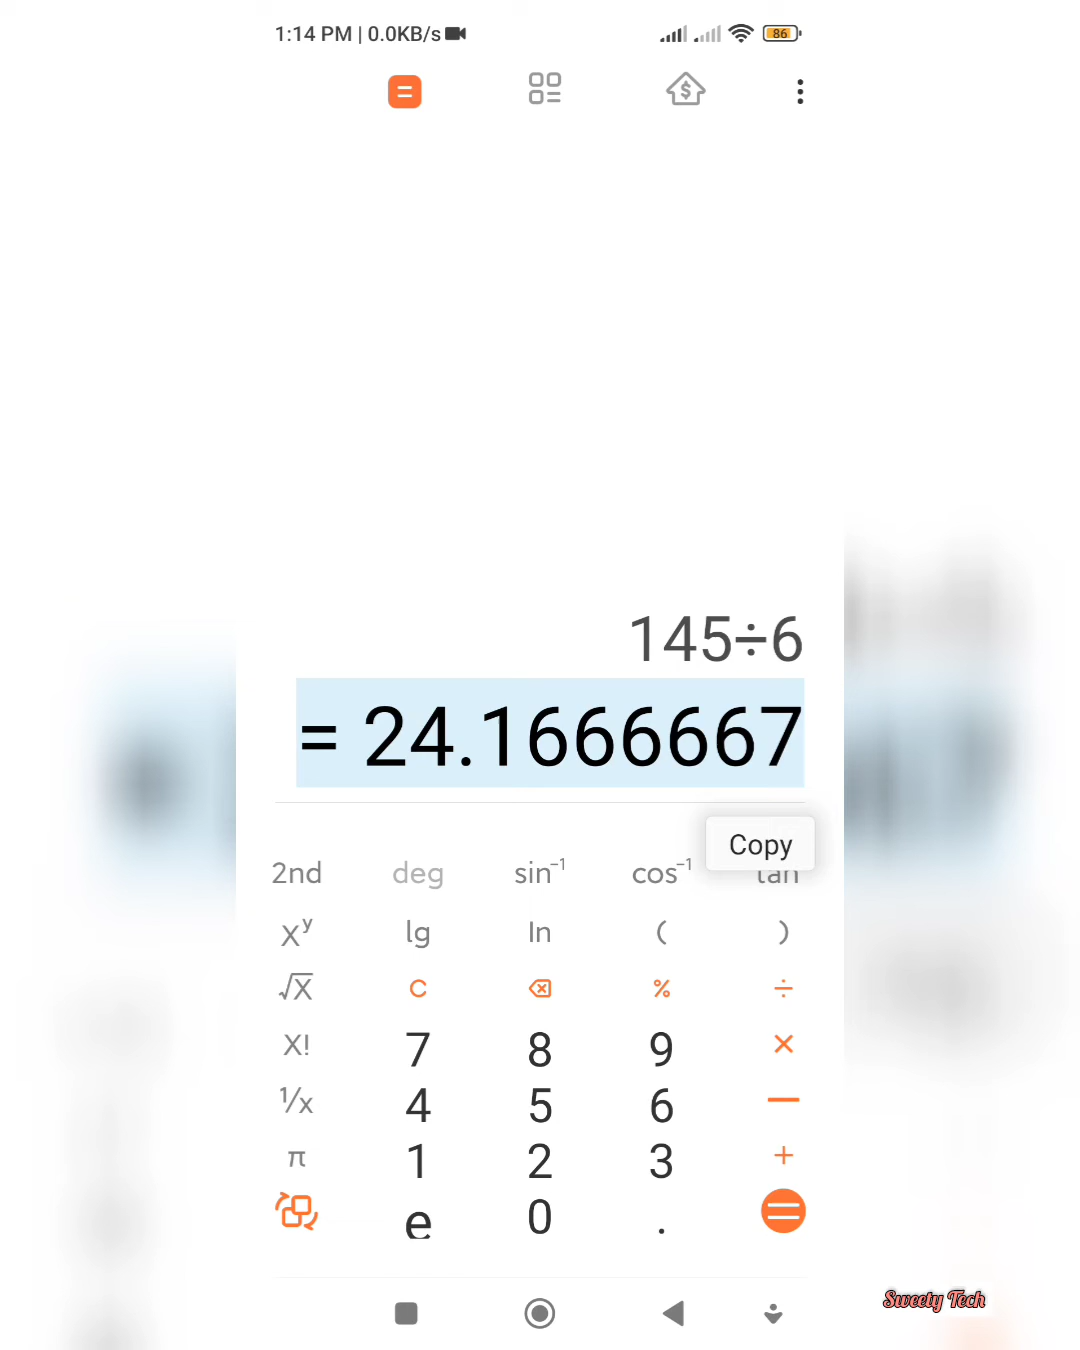 1:14 PM | 0.0KB/s 86
145÷6
= 24.1666667
Copy
2nd deg sin⁻¹ cos⁻¹ tan
xʸ lg ln ( )
√x C % ÷
X! 7 8 9 ×
¹/x 4 5 6 —
π 1 2 3 +
e 0 . =
Sweety Tech